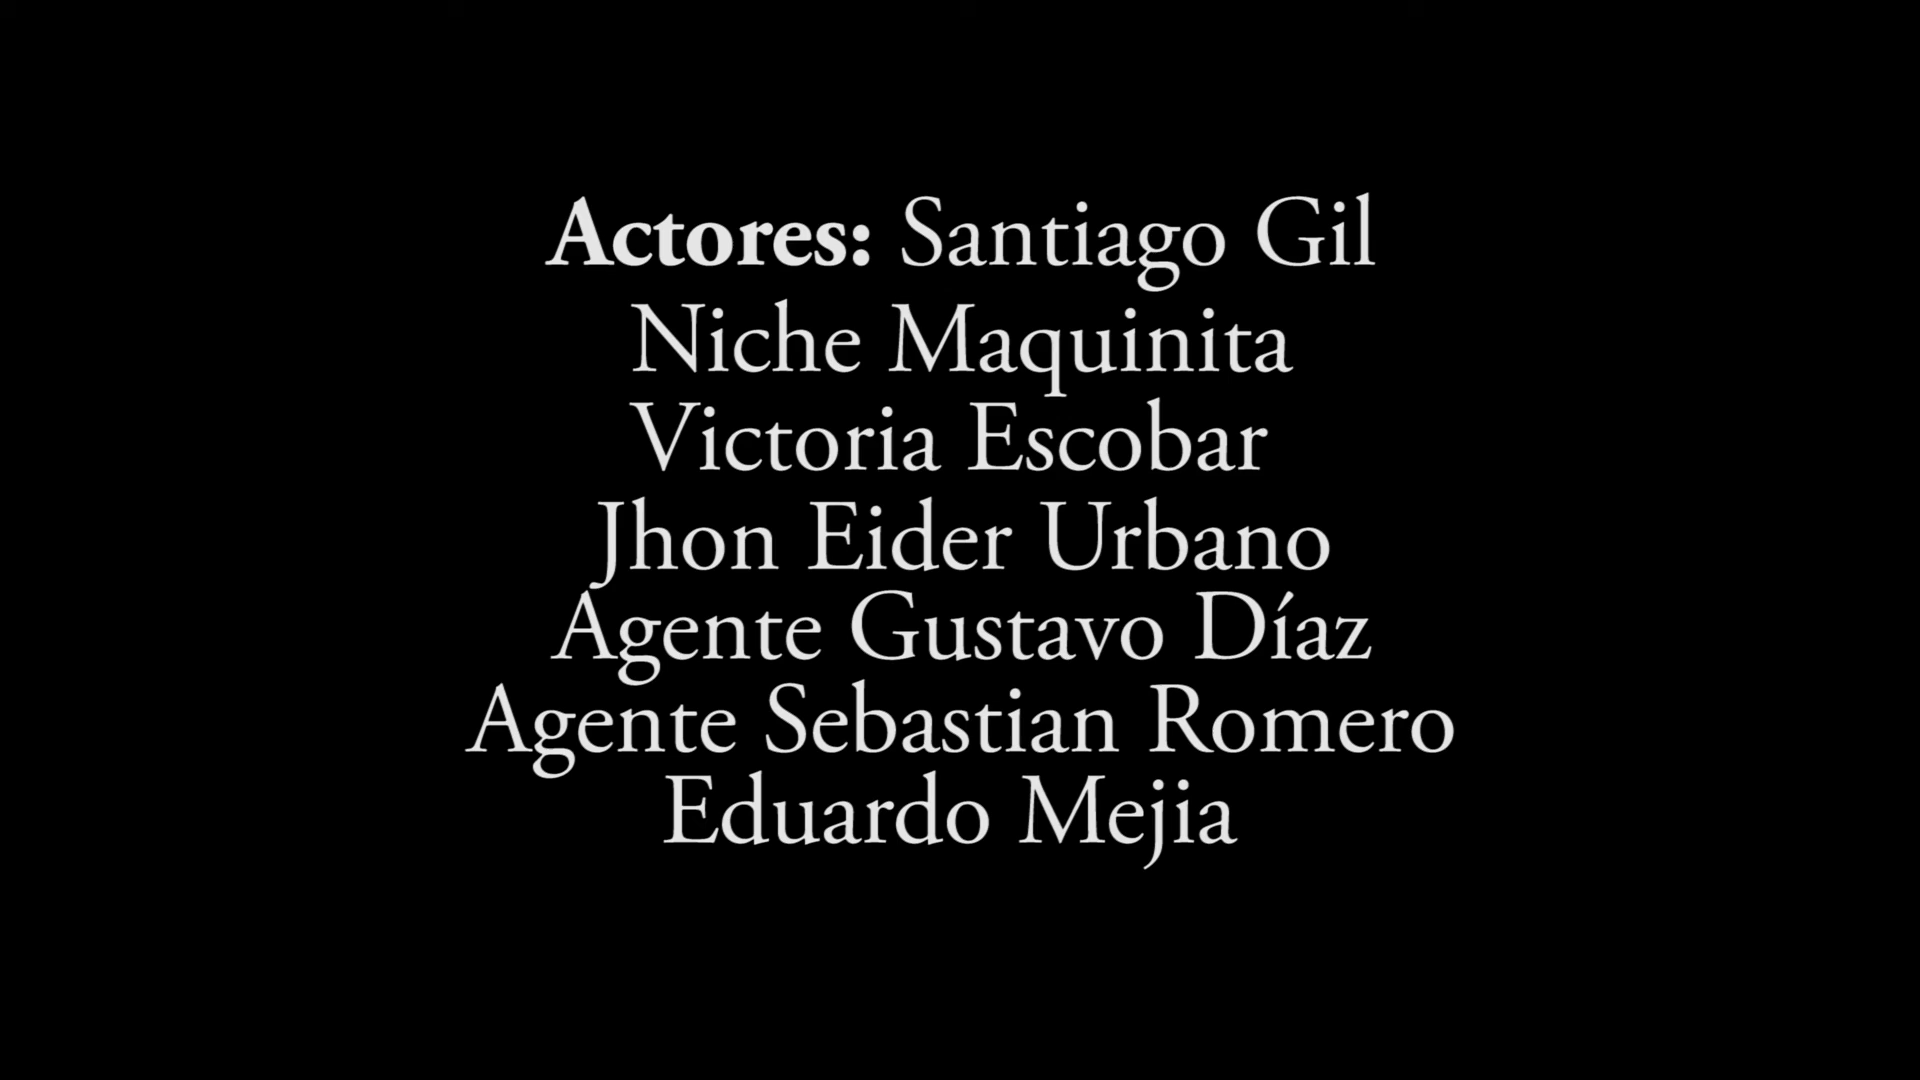 Actores: Santiago Gil
Niche Maquinita
Victoria Escobar
Jhon Eider Urbano
Agente Gustavo Díaz
Agente Sebastian Romero
Eduardo Mejia